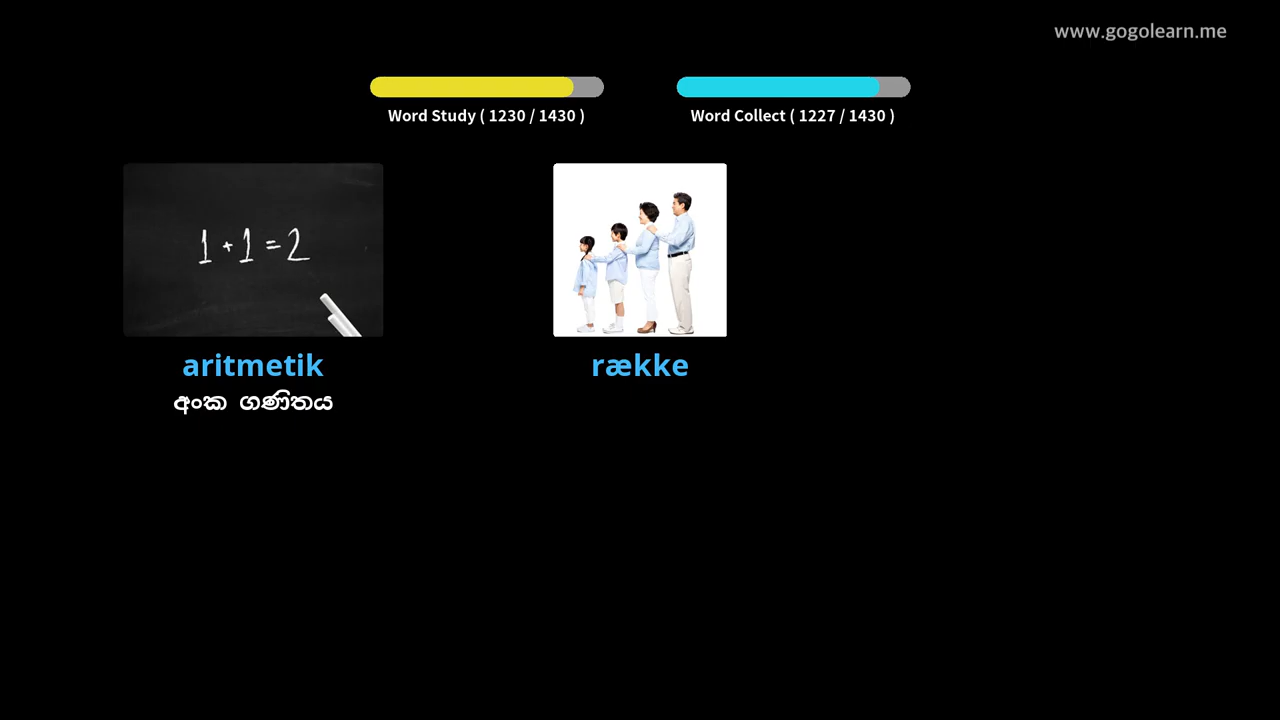 www.gogolearn.me
Word Study ( 1230 / 1430 )
Word Collect ( 1227 / 1430 )
1 + 1 = 2
aritmetik
අංක ගණිතය
række